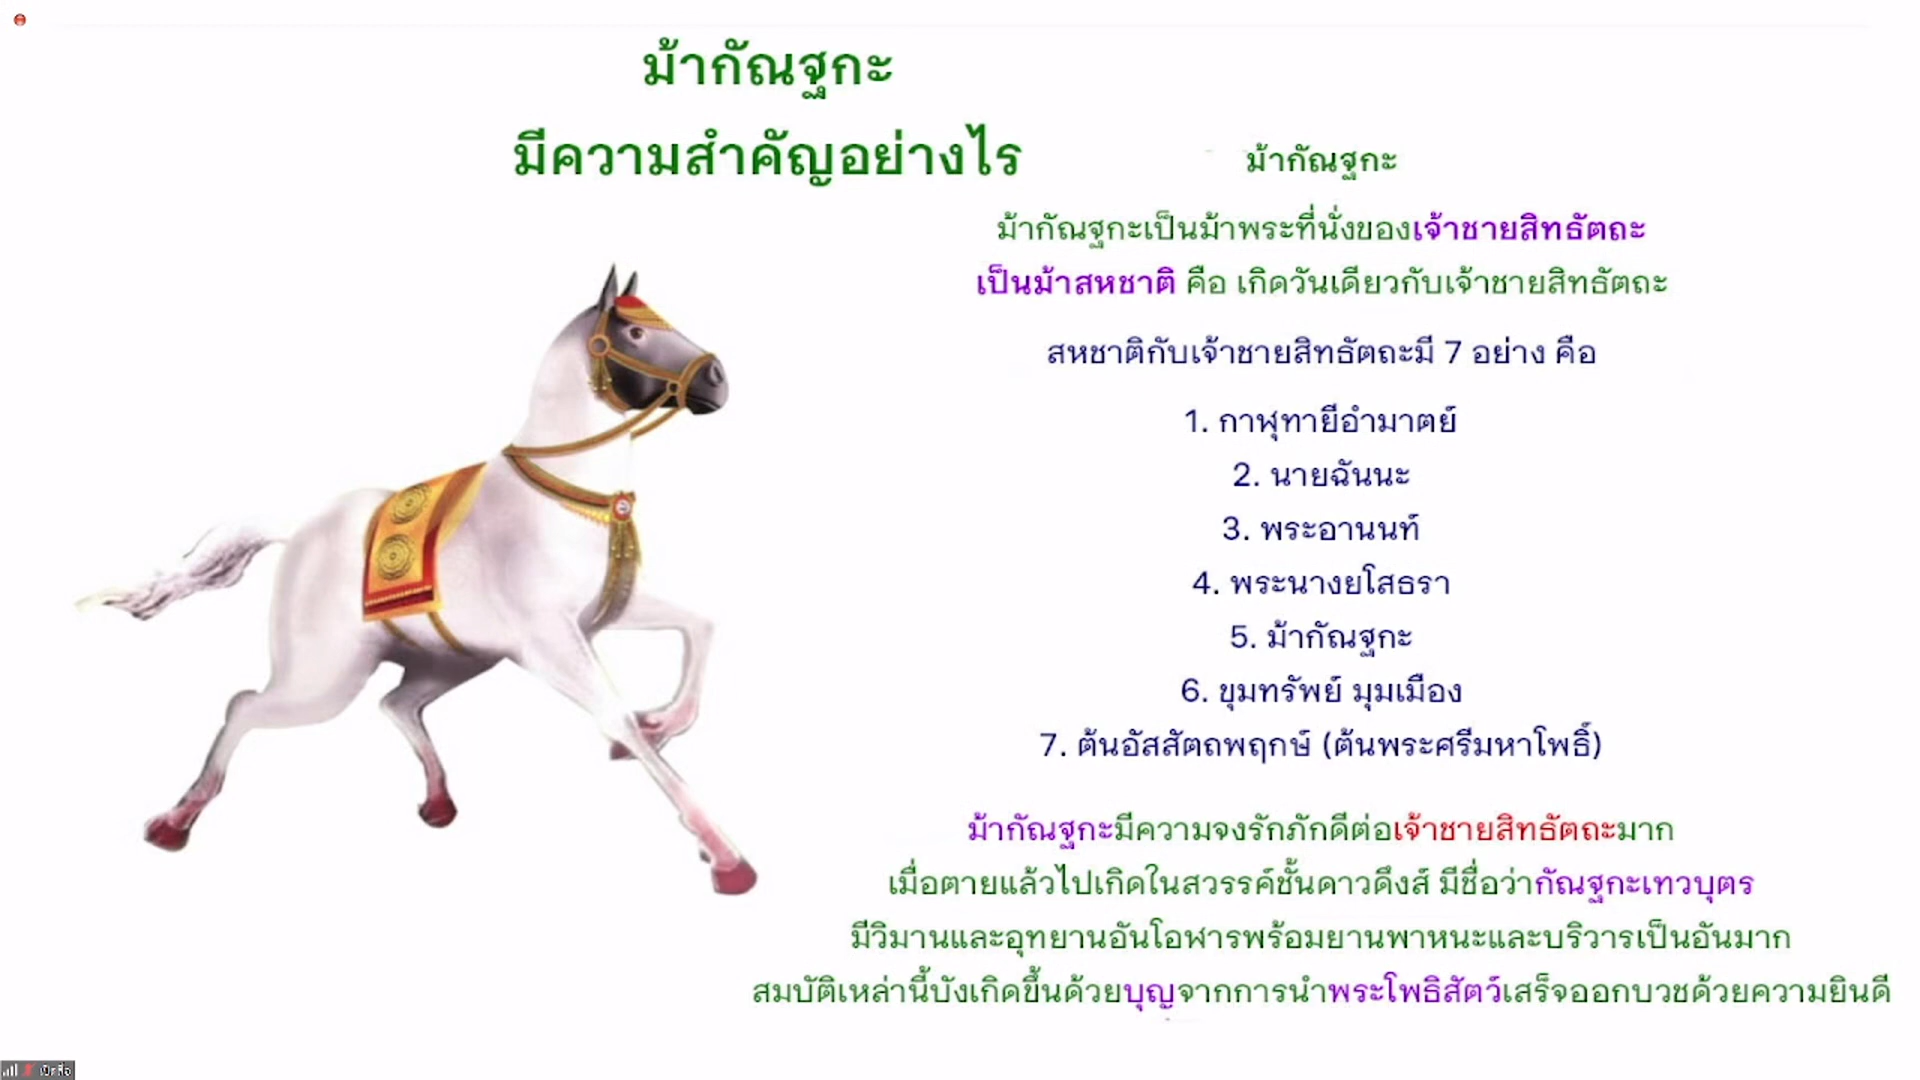 ม้ากัณฐกะ
มีความสำคัญอย่างไร
ม้ากัณฐกะ
ม้ากัณฐกะเป็นม้าพระที่นั่งของเจ้าชายสิทธัตถะ
เป็นม้าสหชาติ คือ เกิดวันเดียวกับเจ้าชายสิทธัตถะ
สหชาติกับเจ้าชายสิทธัตถะมี 7 อย่าง คือ
1. กาฬุทายีอำมาตย์
2. นายฉันนะ
3. พระอานนท์
4. พระนางยโสธรา
5. ม้ากัณฐกะ
6. ขุมทรัพย์ มุมเมือง
7. ต้นอัสสัตถพฤกษ์ (ต้นพระศรีมหาโพธิ์)
ม้ากัณฐกะมีความจงรักภักดีต่อเจ้าชายสิทธัตถะมาก
เมื่อตายแล้วไปเกิดในสวรรค์ชั้นดาวดึงส์ มีชื่อว่ากัณฐกะเทวบุตร
มีวิมานและอุทยานอันโอฬารพร้อมยานพาหนะและบริวารเป็นอันมาก
สมบัติเหล่านี้บังเกิดขึ้นด้วยบุญจากการนำพระโพธิสัตว์เสร็จออกบวชด้วยความยินดี